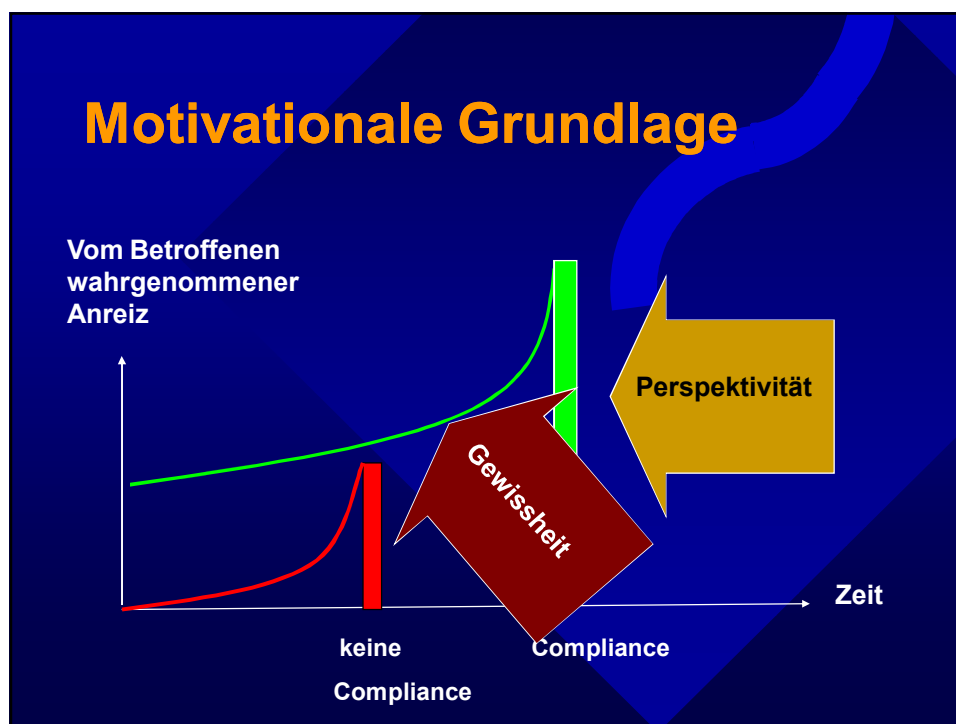 Motivationale Grundlage
Vom Betroffenen
wahrgenommener
Anreiz
Perspektivität
Gewissheit
Zeit
keine
Compliance
Compliance